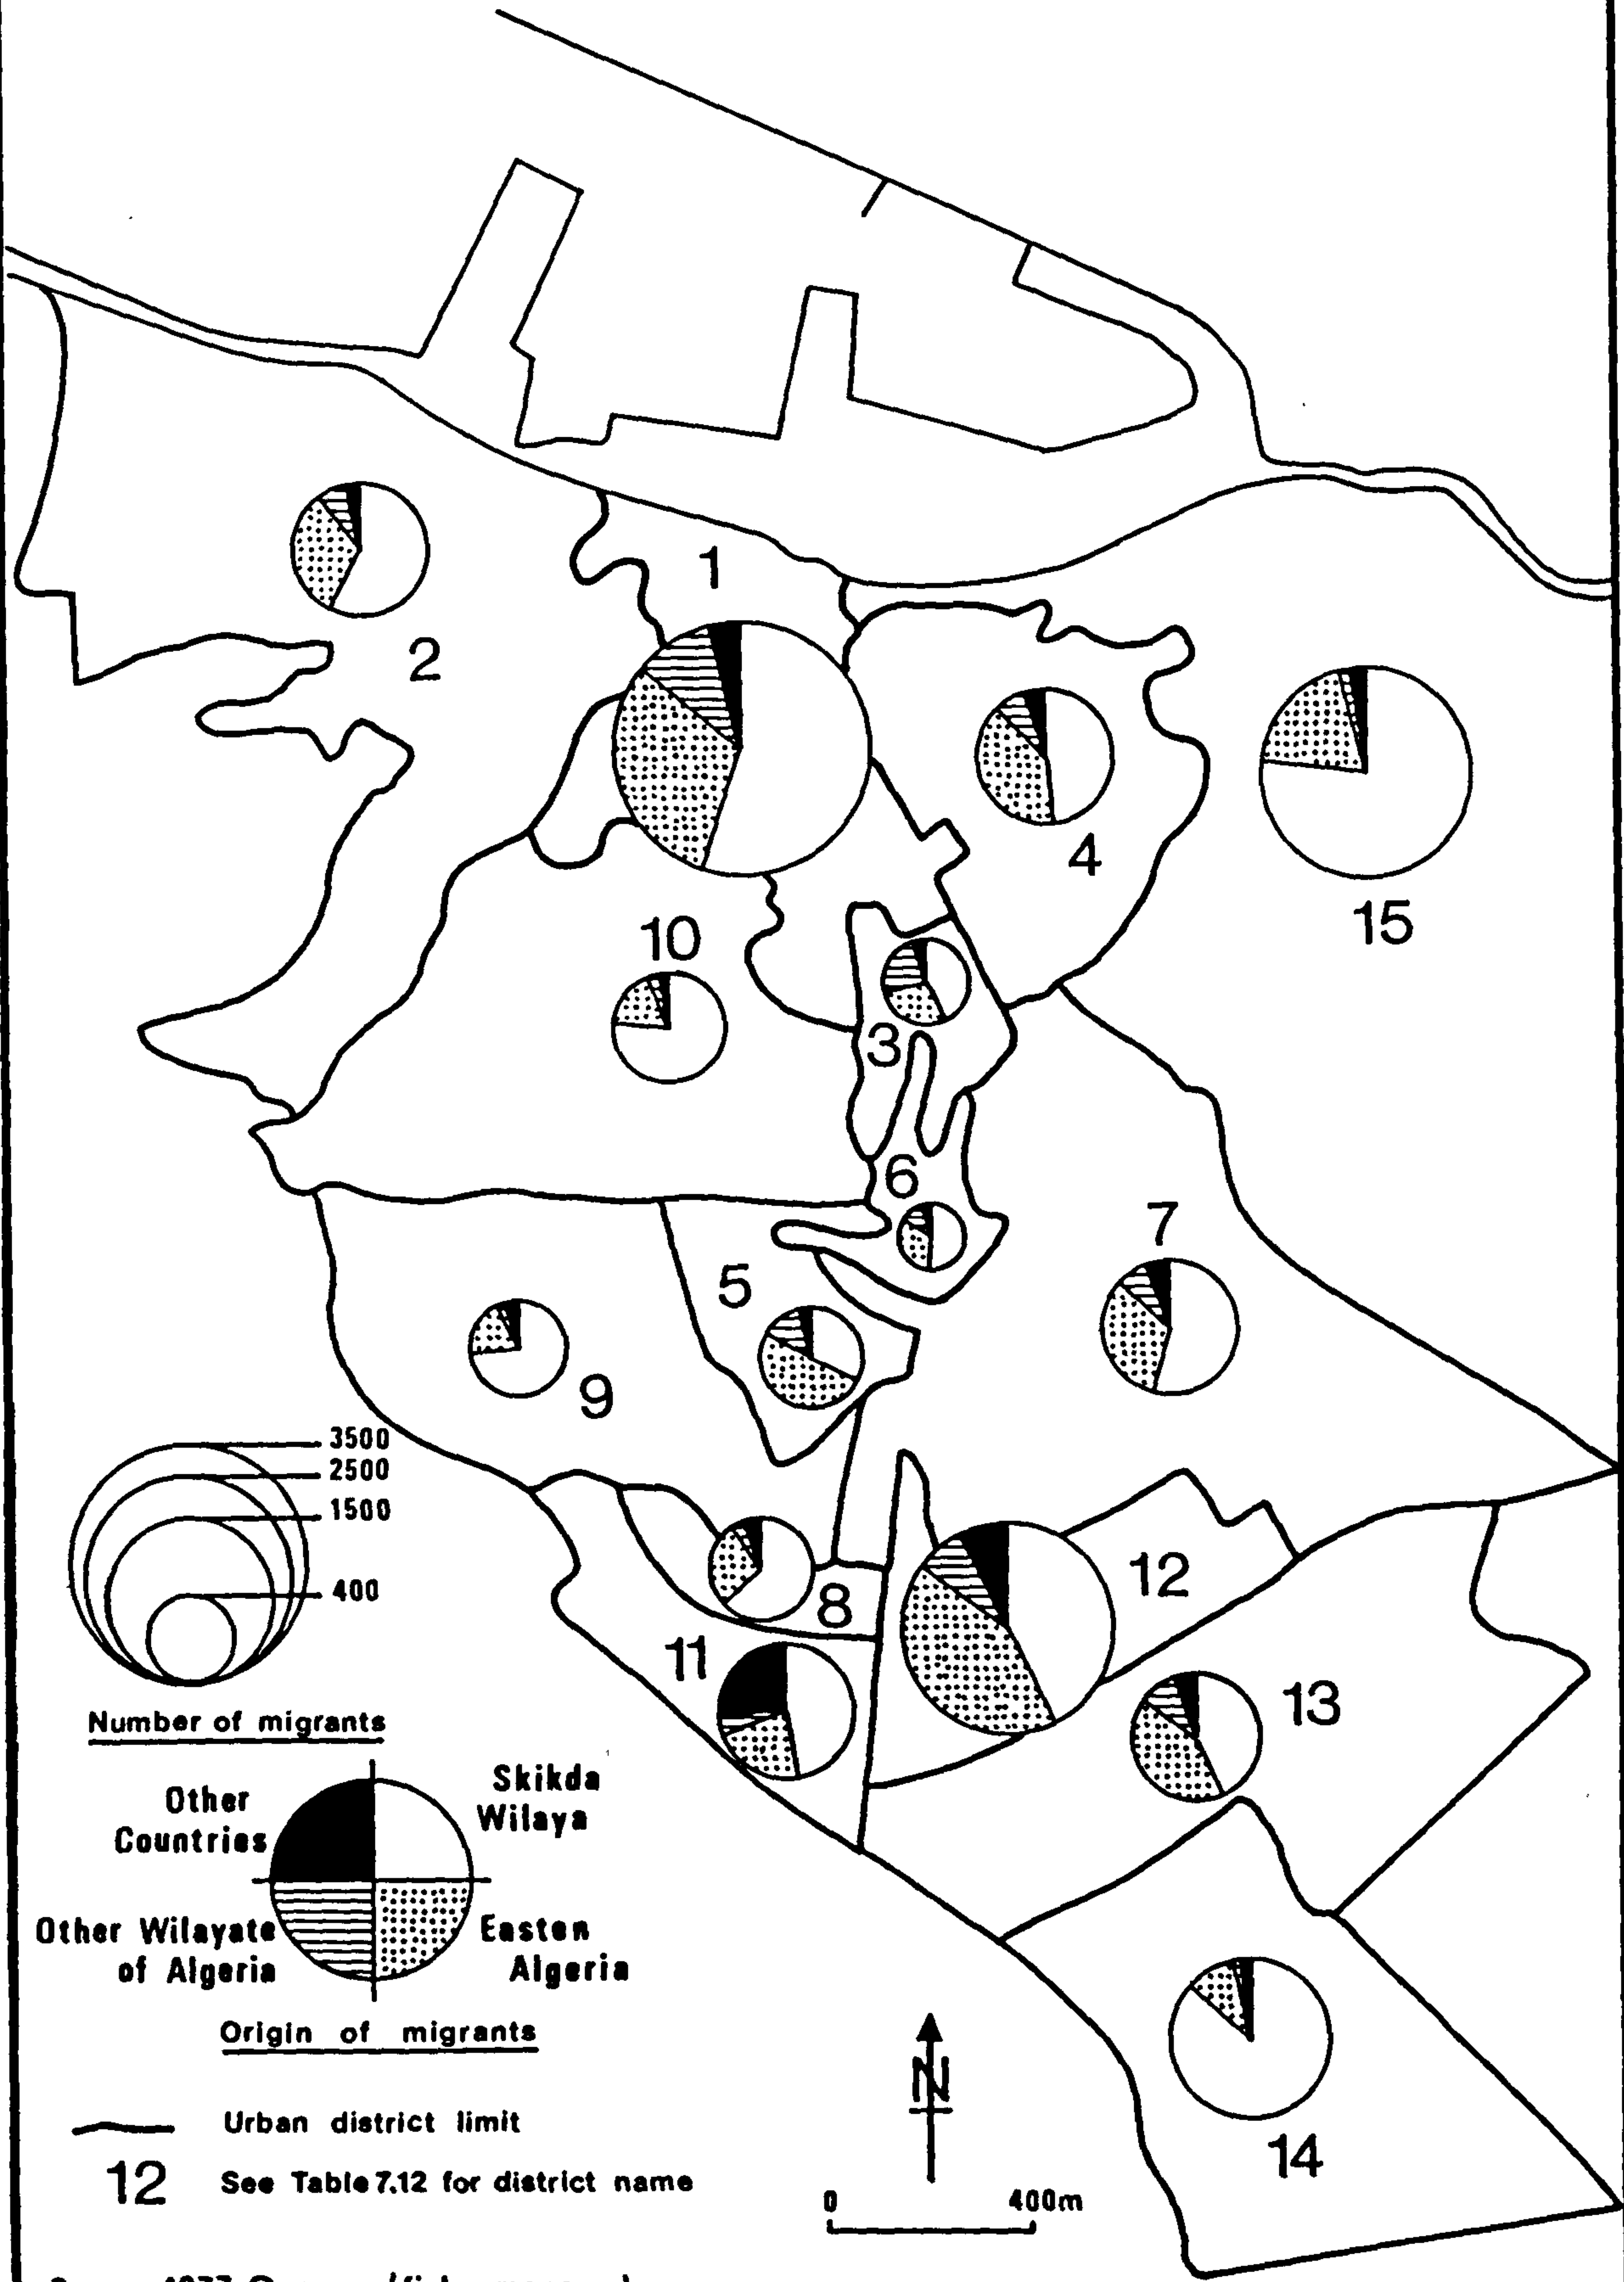 1
2
4
15
10
3
6
7
5
9
3500
2500
1500
400
12
8
11
13
Number of migrants
Other Countries
Skikda Wilaya
Other Wilayate of Algeria
Easten Algeria
Origin of migrants
N
14
Urban district limit
12
See Table 7.12 for district name
0 400m